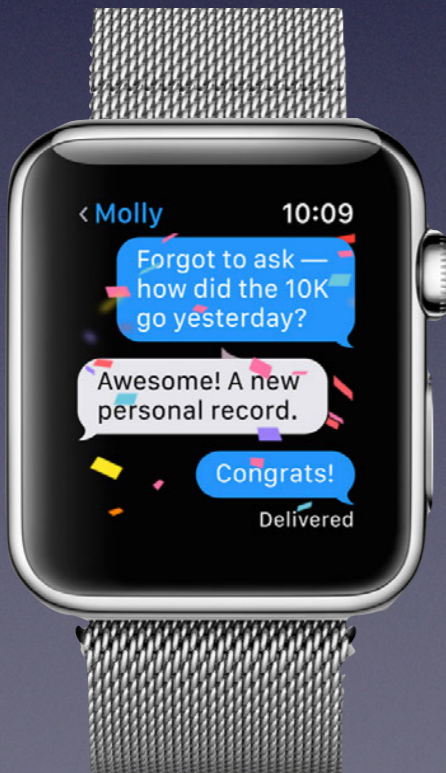 < Molly 10:09
Forgot to ask —
how did the 10K
go yesterday?
Awesome! A new
personal record.
Congrats!
Delivered